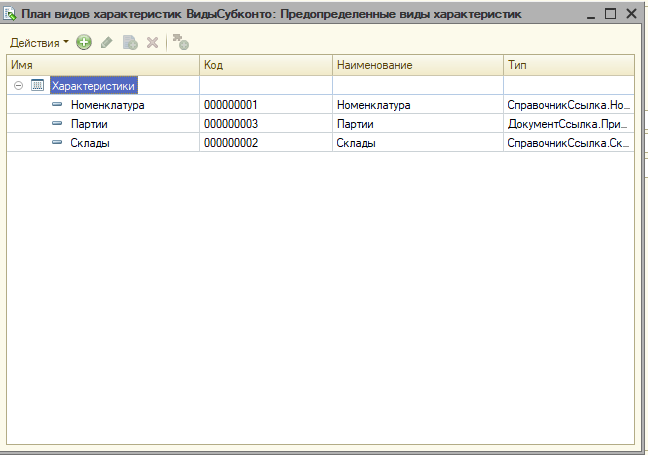 План видов характеристик ВидыСубконто: Предопределенные виды характеристик
Действия
Имя Код Наименование Тип
Характеристики
Номенклатура 000000001 Номенклатура СправочникСсылка.Но...
Партии 000000003 Партии ДокументСсылка.При...
Склады 000000002 Склады СправочникСсылка.Ск...